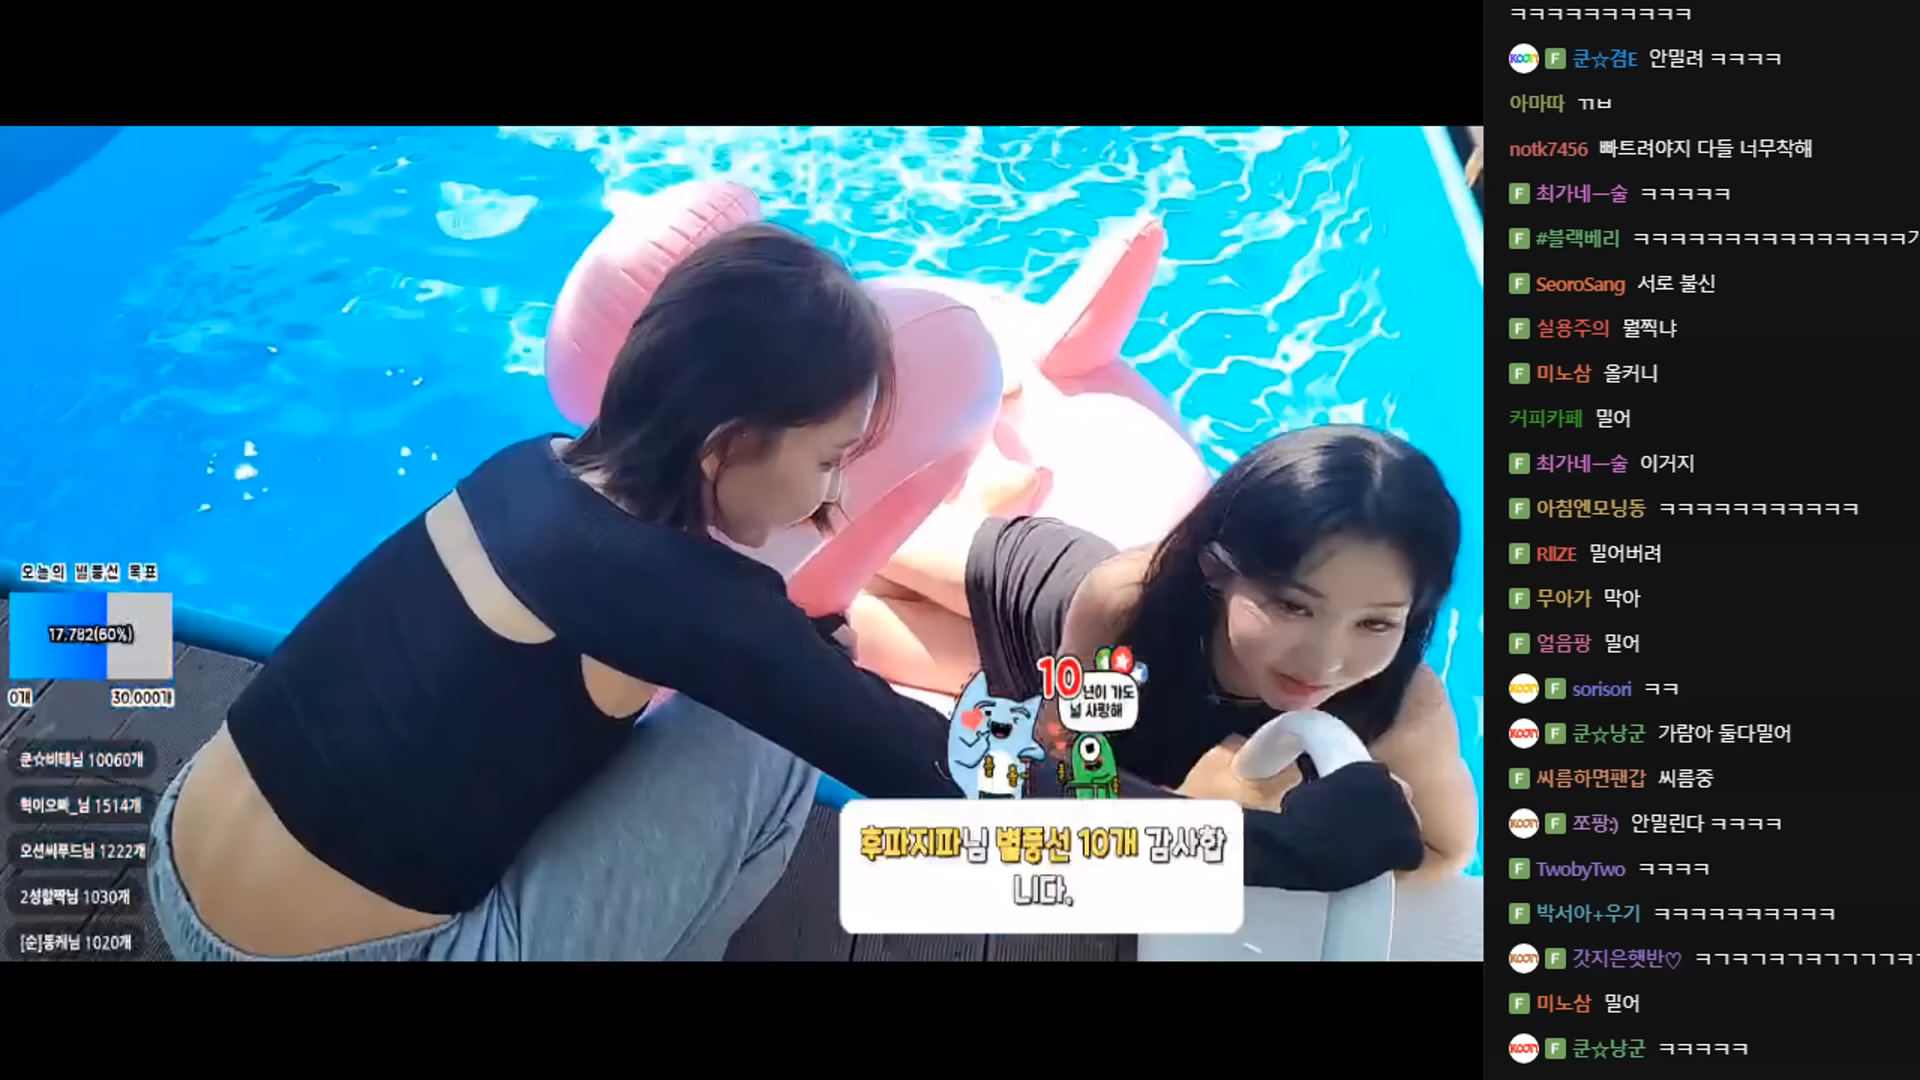 오늘의 별풍선 목표
17,782(60%)
0개
30,000개
쿤☆비테님 10060개
혁이오빠_님 1514개
오션씨푸드님 1222개
2성할짝님 1030개
[순]통케님 1020개
10년이 가도
널 사랑해
후파지파님 별풍선 10개 감사합
니다.
ㅋㅋㅋㅋㅋㅋㅋㅋㅋㅋ
쿤☆겸E 안밀려 ㅋㅋㅋㅋ
아마따 ㄲㅂ
notk7456 빠트려야지 다들 너무착해
최가네ㅡ술 ㅋㅋㅋㅋㅋ
#블랙베리 ㅋㅋㅋㅋㅋㅋㅋㅋㅋㅋㅋㅋㅋㅋㅋ
SeoroSang 서로 불신
실용주의 뭘찍냐
미노삼 올커니
커피카페 밀어
최가네ㅡ술 이거지
아침엔모닝동 ㅋㅋㅋㅋㅋㅋㅋㅋㅋㅋㅋ
RIIZE 밀어버려
무아가 막아
얼음팡 밀어
sorisori ㅋㅋ
쿤☆낭군 가람아 둘다밀어
씨름하면팬갑 씨름중
쪼팡:) 안밀린다 ㅋㅋㅋㅋ
TwobyTwo ㅋㅋㅋㅋ
박서아+우기 ㅋㅋㅋㅋㅋㅋㅋㅋㅋㅋ
갓지은햇반♡ ㅋㄱㅋㄱㅋㄱㅋㄱㄱㄱㄱㅋ
미노삼 밀어
쿤☆낭군 ㅋㅋㅋㅋㅋ